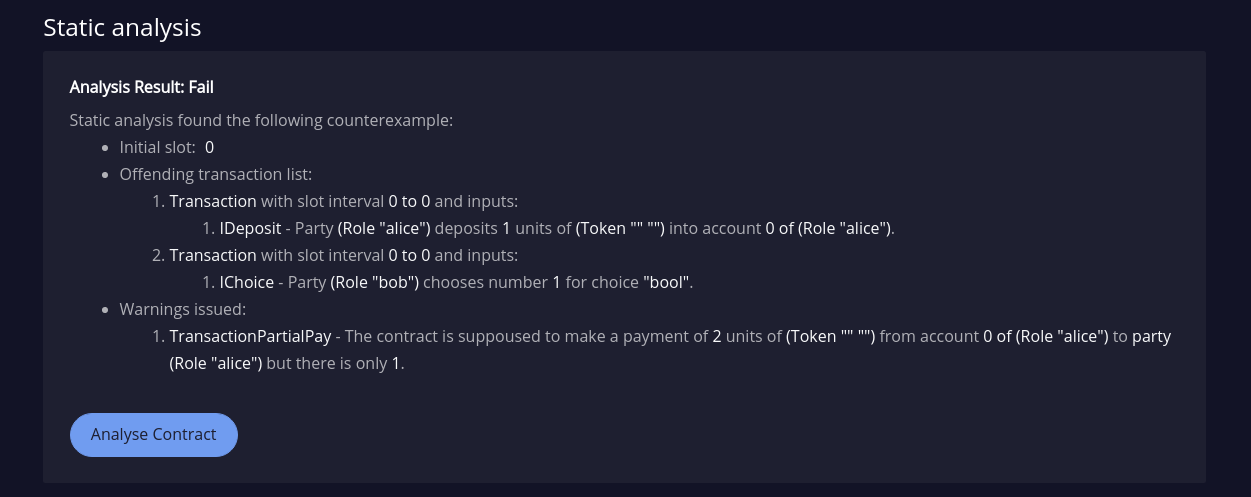 Static analysis
Analysis Result: Fail
Static analysis found the following counterexample:
• Initial slot: 0
• Offending transaction list:
1. Transaction with slot interval 0 to 0 and inputs:
1. IDeposit - Party (Role "alice") deposits 1 units of (Token "" "") into account 0 of (Role "alice").
2. Transaction with slot interval 0 to 0 and inputs:
1. IChoice - Party (Role "bob") chooses number 1 for choice "bool".
• Warnings issued:
1. TransactionPartialPay - The contract is suppoused to make a payment of 2 units of (Token "" "") from account 0 of (Role "alice") to party
(Role "alice") but there is only 1.
Analyse Contract